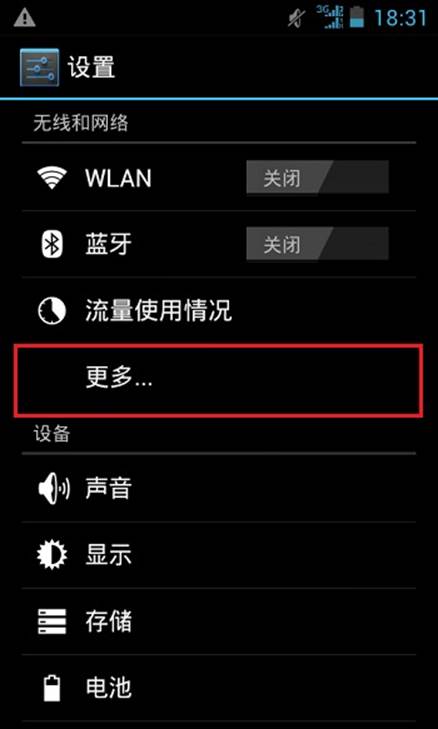 3G 18:31
设置
无线和网络
WLAN 关闭
蓝牙 关闭
流量使用情况
更多...
设备
声音
显示
存储
电池